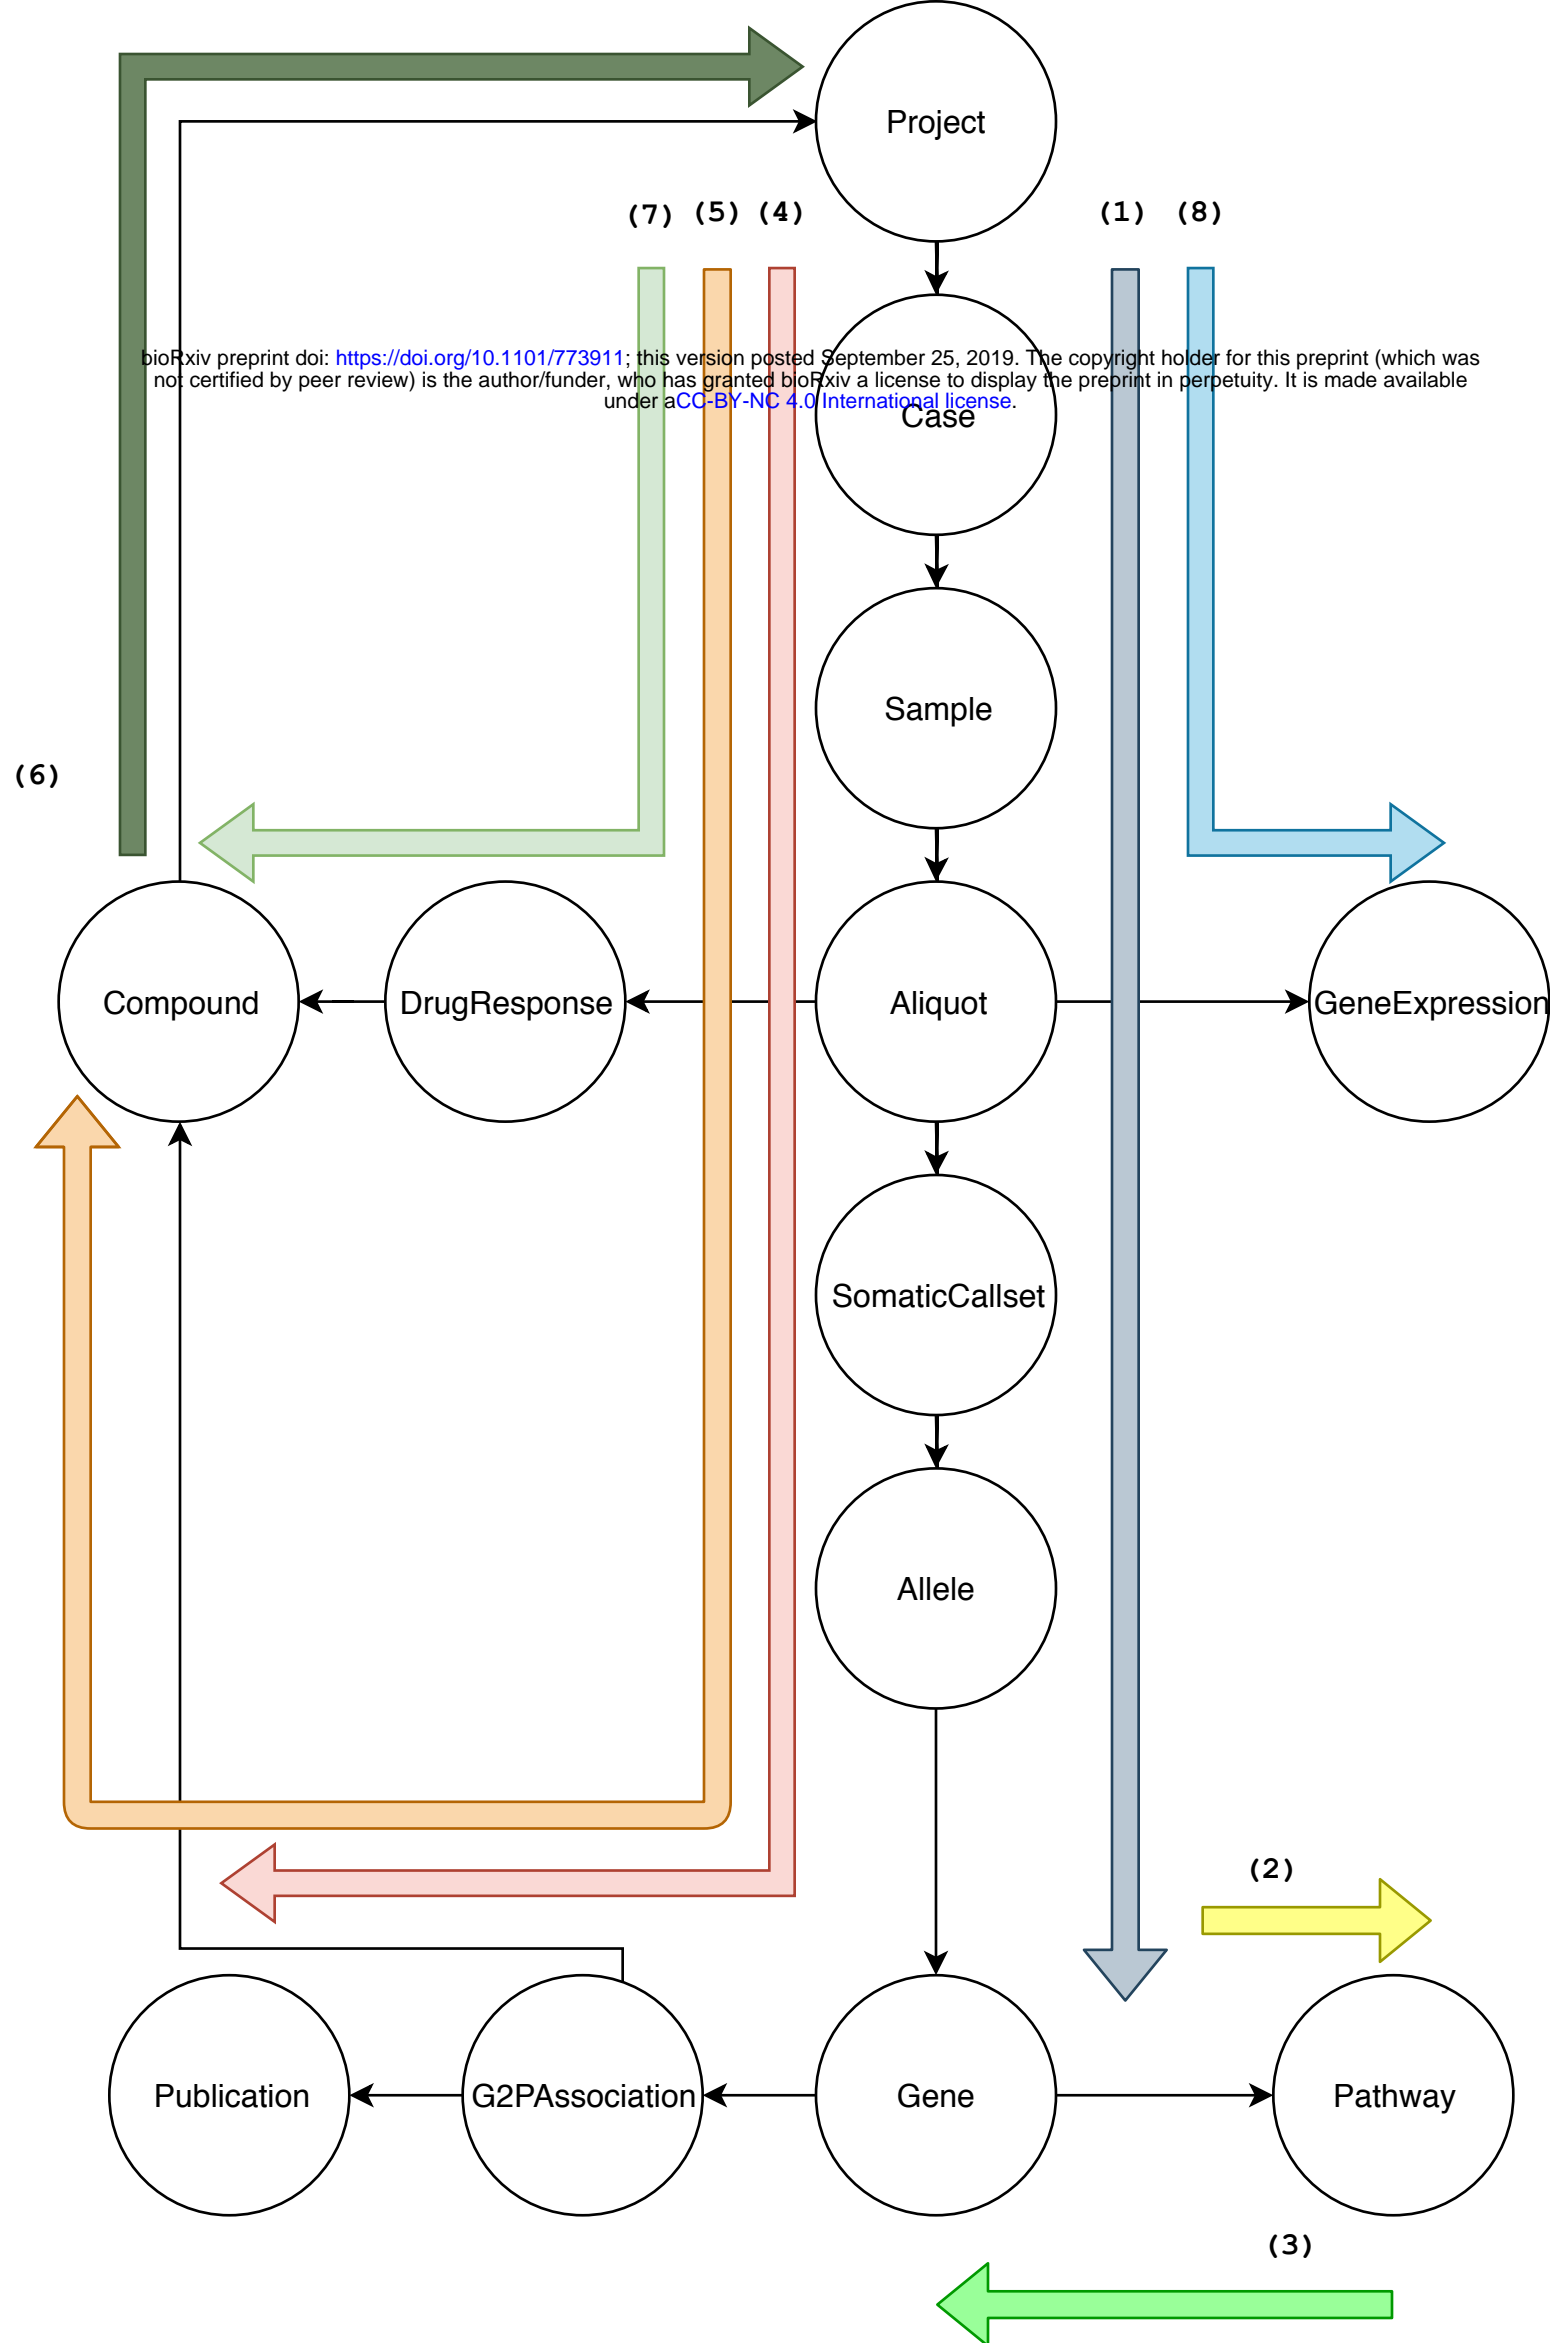 Project
(7) (5) (4) (1) (8)
bioRxiv preprint doi: https://doi.org/10.1101/773911; this version posted September 25, 2019. The copyright holder for this preprint (which was
not certified by peer review) is the author/funder, who has granted bioRxiv a license to display the preprint in perpetuity. It is made available
under aCC-BY-NC 4.0 International license.
Case
Sample
(6)
Compound DrugResponse Aliquot GeneExpression
SomaticCallset
Allele
(2)
Publication G2PAssociation Gene Pathway
(3)